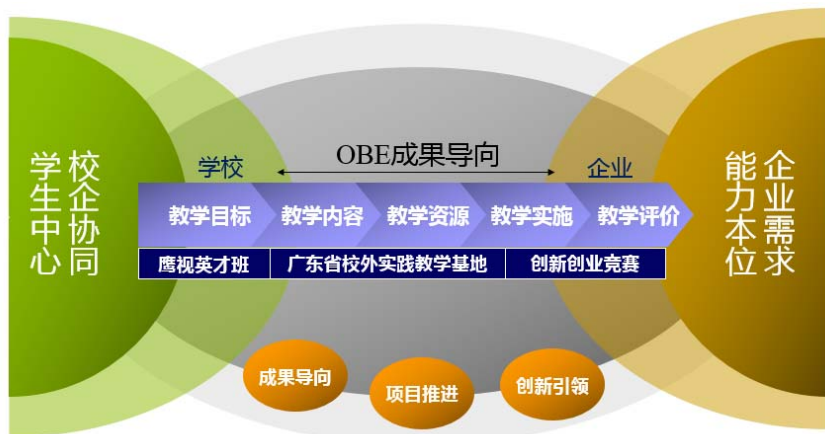 学生中心
校企协同
学校
OBE成果导向
企业
教学目标
教学内容
教学资源
教学实施
教学评价
鹰视英才班
广东省校外实践教学基地
创新创业竞赛
能力本位
企业需求
成果导向
项目推进
创新引领